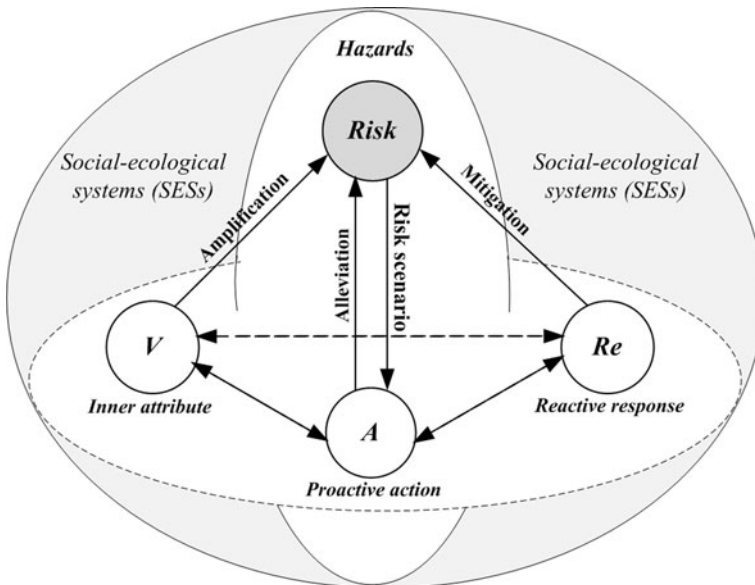 Hazards
Risk
Social-ecological
systems (SESs)
Social-ecological
systems (SESs)
Amplification
Alleviation
Risk scenario
Mitigation
V
Re
Inner attribute
A
Reactive response
Proactive action